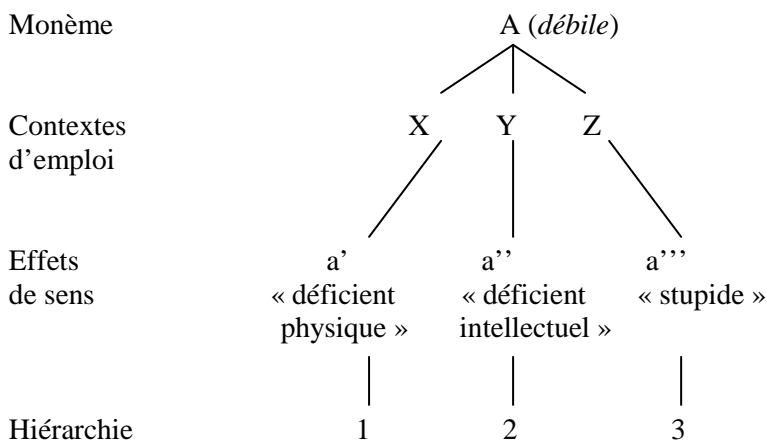 Monème A (débile)
Contextes X Y Z
d’emploi
Effets a' a’’ a’’’
de sens « déficient « déficient « stupide »
physique » intellectuel »
Hiérarchie 1 2 3